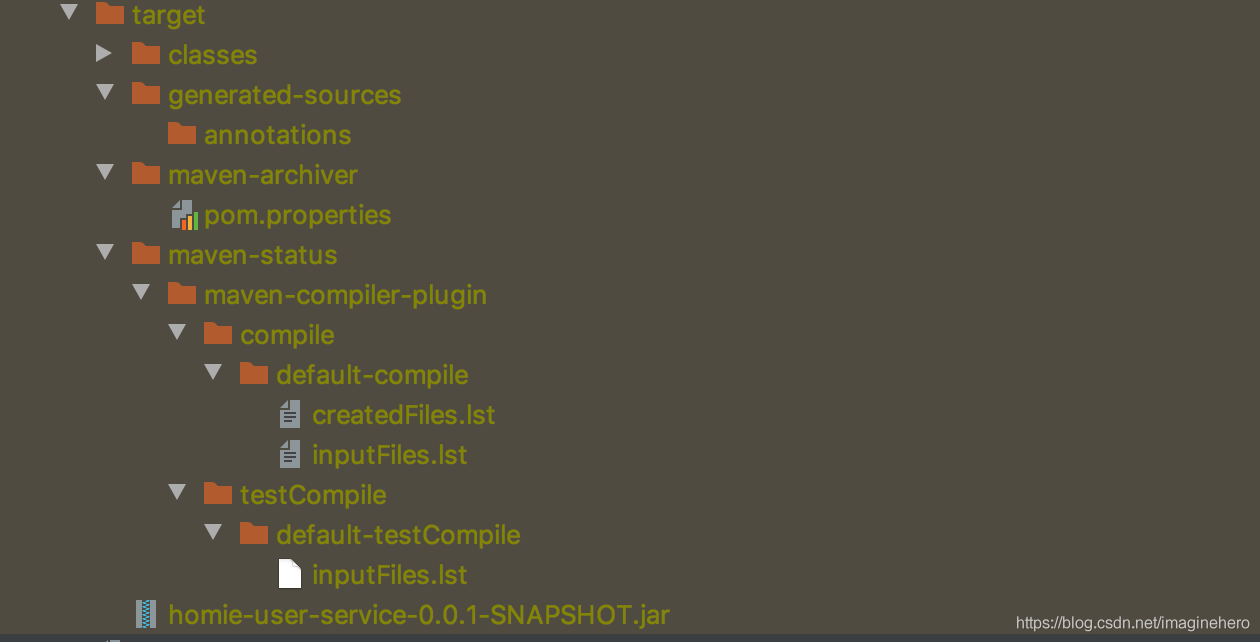 target
classes
generated-sources
annotations
maven-archiver
pom.properties
maven-status
maven-compiler-plugin
compile
default-compile
createdFiles.lst
inputFiles.lst
testCompile
default-testCompile
inputFiles.lst
homie-user-service-0.0.1-SNAPSHOT.jar
https://blog.csdn.net/imaginehero